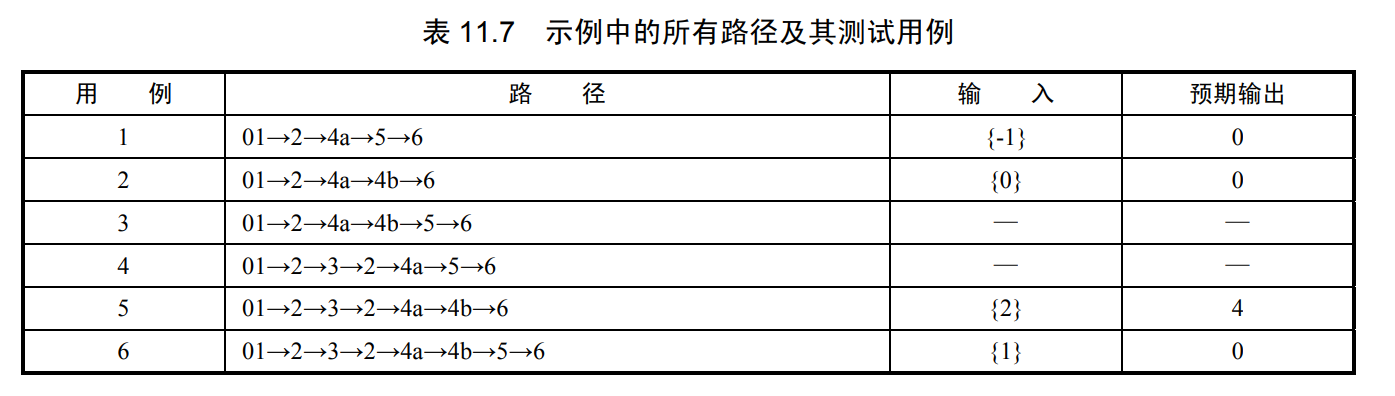 表 11.7 示例中的所有路径及其测试用例
用 例 路 径 输 入 预期输出
1 01→2→4a→5→6 {-1} 0
2 01→2→4a→4b→6 {0} 0
3 01→2→4a→4b→5→6 — —
4 01→2→3→2→4a→5→6 — —
5 01→2→3→2→4a→4b→6 {2} 4
6 01→2→3→2→4a→4b→5→6 {1} 0